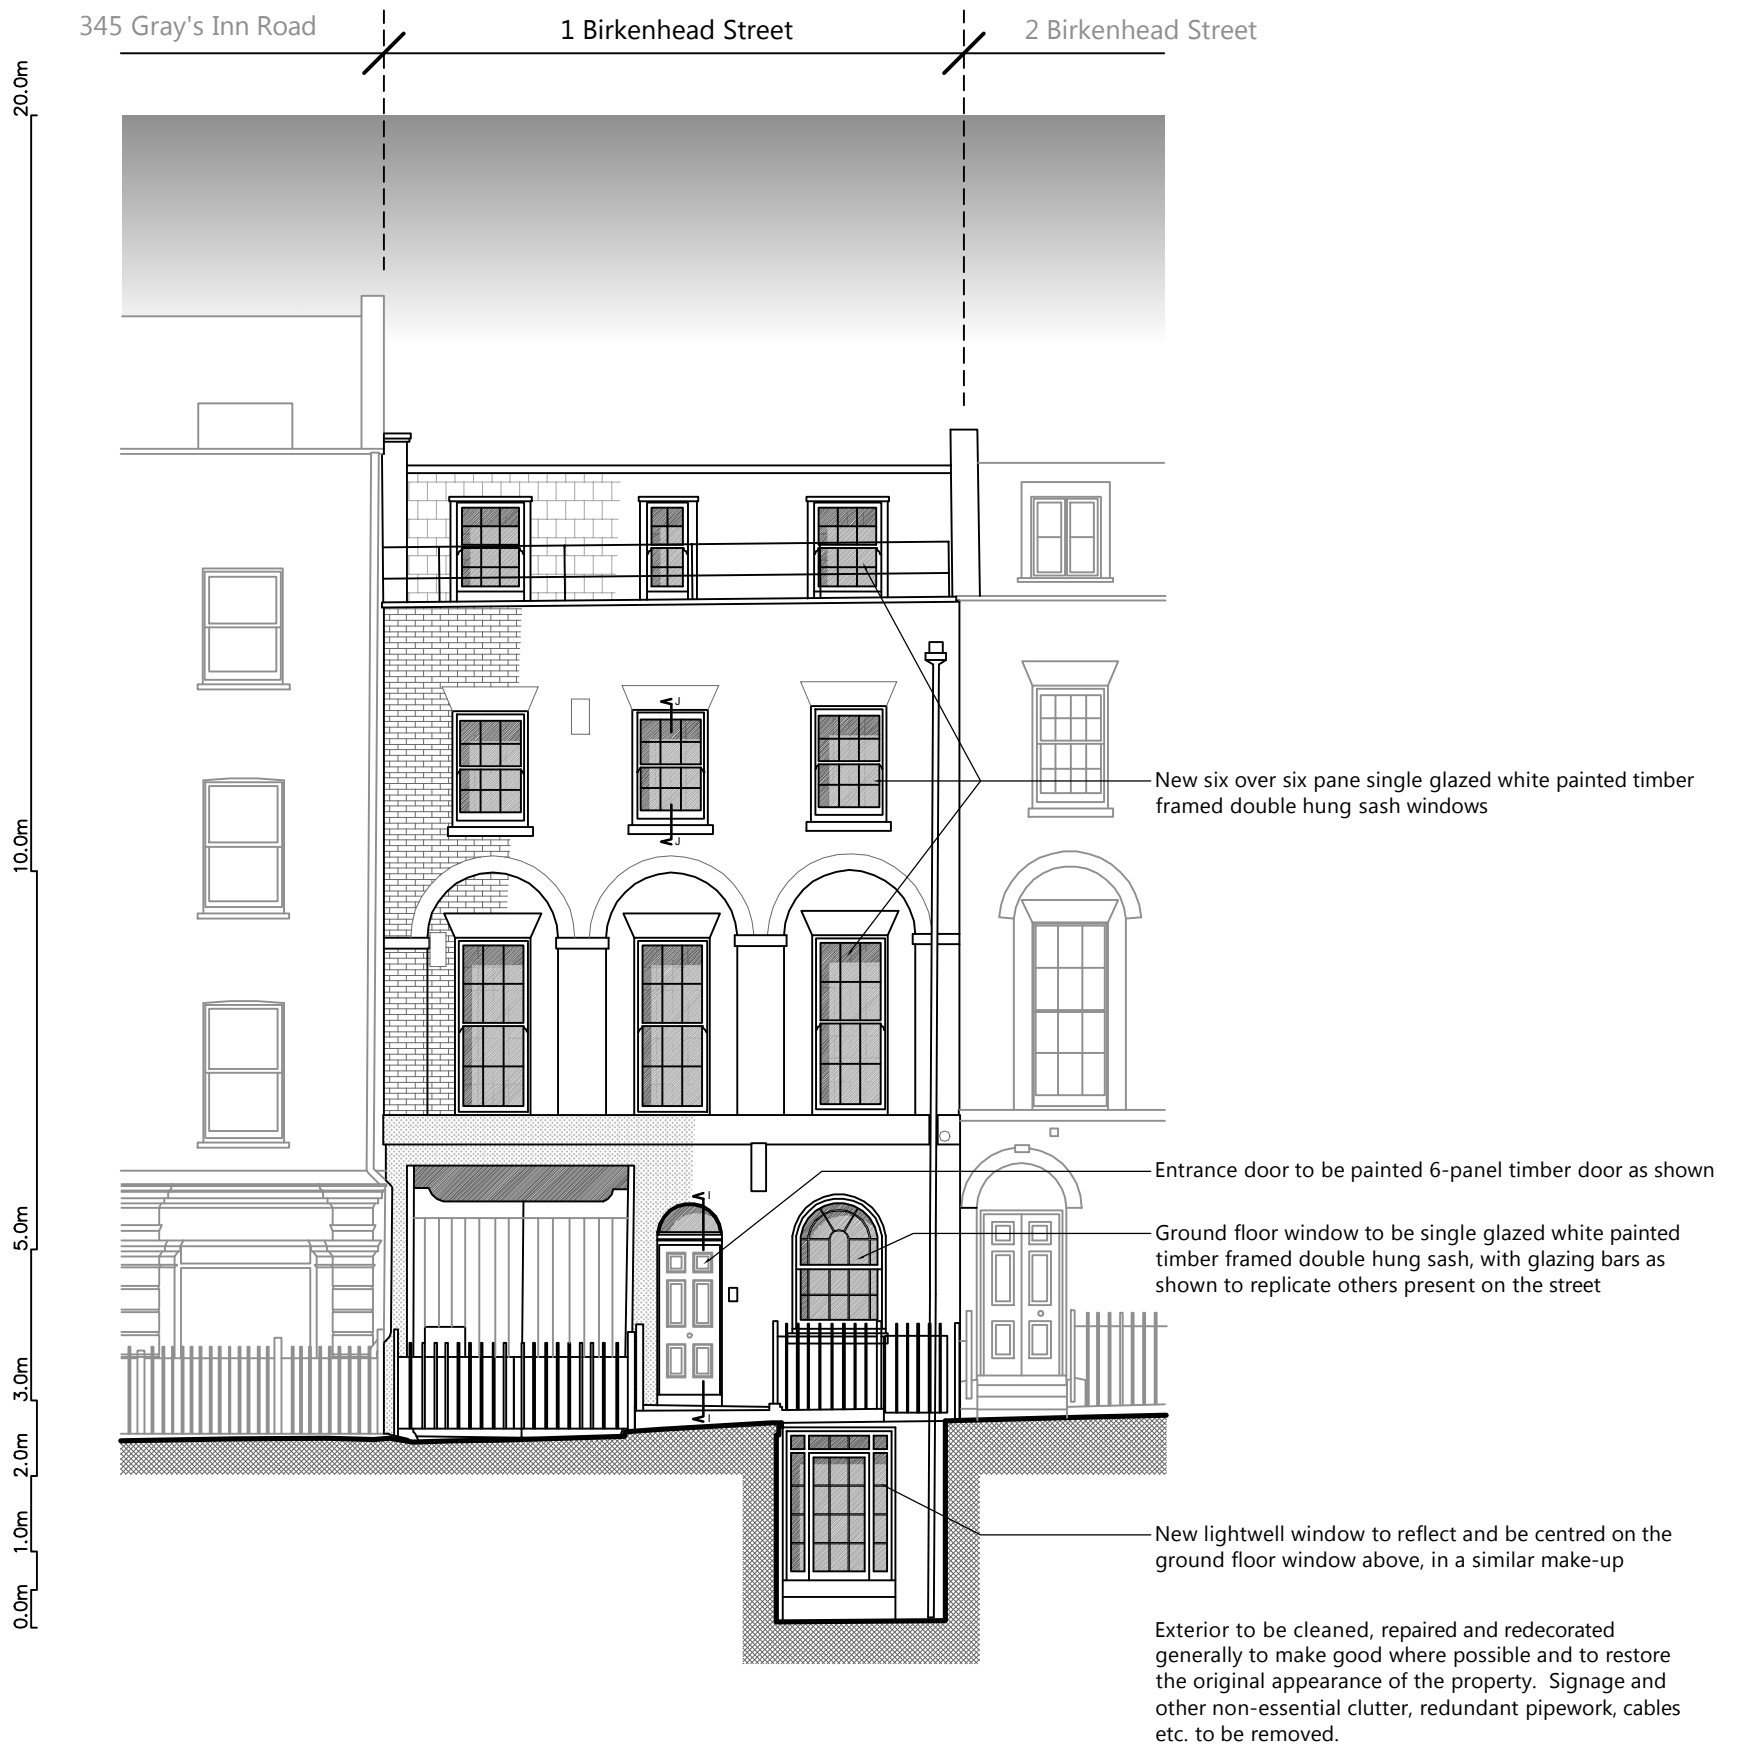 345 Gray's Inn Road
1 Birkenhead Street
2 Birkenhead Street
20.0m
10.0m
5.0m
3.0m
2.0m
1.0m
0.0m
J
J
New six over six pane single glazed white painted timber
framed double hung sash windows
Entrance door to be painted 6-panel timber door as shown
I
Ground floor window to be single glazed white painted
timber framed double hung sash, with glazing bars as
shown to replicate others present on the street
I
New lightwell window to reflect and be centred on the
ground floor window above, in a similar make-up
Exterior to be cleaned, repaired and redecorated
generally to make good where possible and to restore
the original appearance of the property.  Signage and
other non-essential clutter, redundant pipework, cables
etc. to be removed.